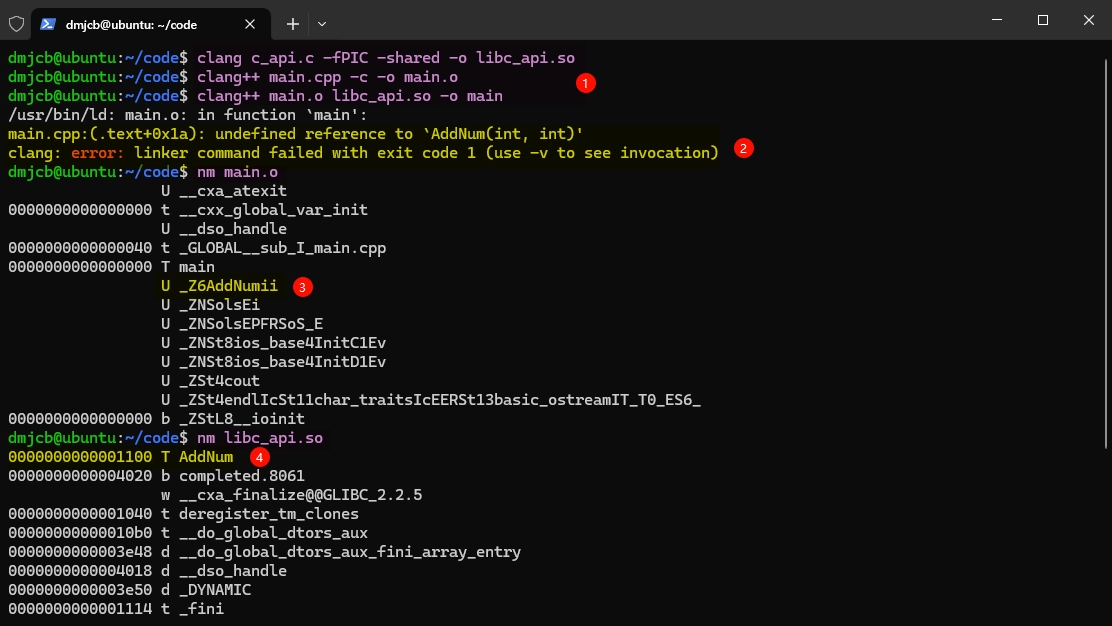 dmjcb@ubuntu: ~/code
dmjcb@ubuntu:~/code$ clang c_api.c -fPIC -shared -o libc_api.so
dmjcb@ubuntu:~/code$ clang++ main.cpp -c -o main.o
1
dmjcb@ubuntu:~/code$ clang++ main.o libc_api.so -o main
/usr/bin/ld: main.o: in function `main':
main.cpp:(.text+0x1a): undefined reference to `AddNum(int, int)'
clang: error: linker command failed with exit code 1 (use -v to see invocation)
2
dmjcb@ubuntu:~/code$ nm main.o
U __cxa_atexit
0000000000000000 t __cxx_global_var_init
U __dso_handle
0000000000000040 t _GLOBAL__sub_I_main.cpp
0000000000000000 T main
U _Z6AddNumii
3
U _ZNSolsEi
U _ZNSolsEPFRSoS_E
U _ZNSt8ios_base4InitC1Ev
U _ZNSt8ios_base4InitD1Ev
U _ZSt4cout
U _ZSt4endlIcSt11char_traitsIcEERSt13basic_ostreamIT_T0_ES6_
0000000000000000 b _ZStL8__ioinit
dmjcb@ubuntu:~/code$ nm libc_api.so
0000000000001100 T AddNum
4
0000000000004020 b completed.8061
w __cxa_finalize@@GLIBC_2.2.5
0000000000001040 t deregister_tm_clones
00000000000010b0 t __do_global_dtors_aux
0000000000003e48 d __do_global_dtors_aux_fini_array_entry
0000000000004018 d __dso_handle
0000000000003e50 d _DYNAMIC
0000000000001114 t _fini